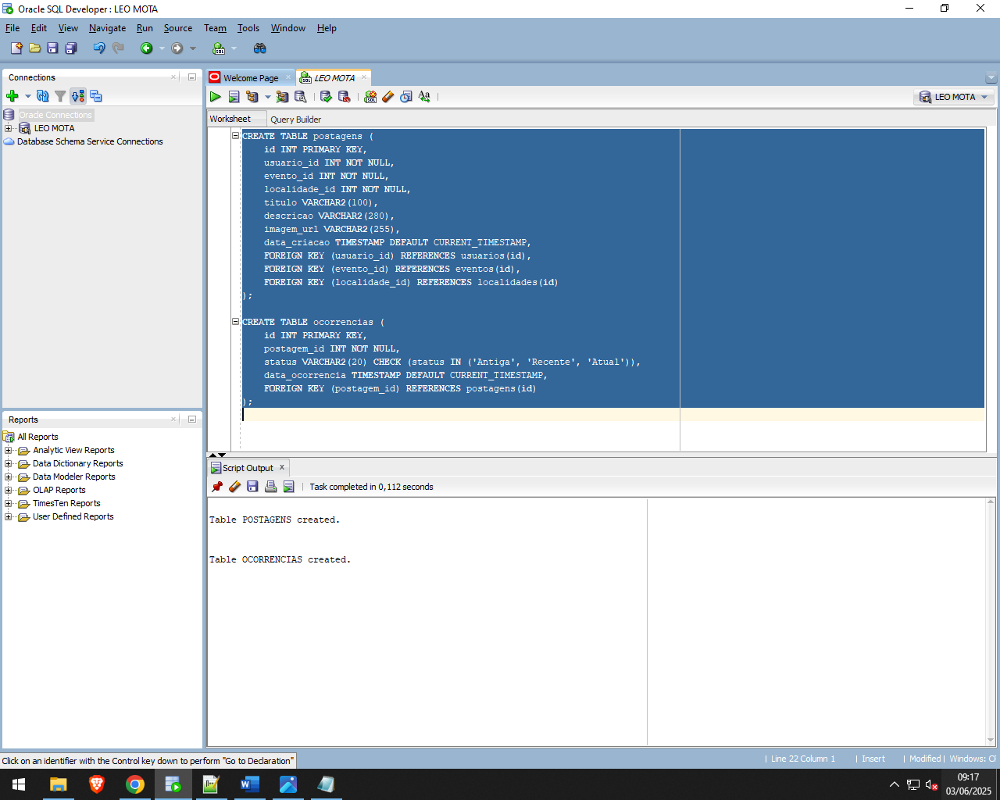 Oracle SQL Developer : LEO MOTA
File Edit View Navigate Run Source Team Tools Window Help
Connections
Oracle Connections
LEO MOTA
Database Schema Service Connections
Reports
All Reports
Analytic View Reports
Data Dictionary Reports
Data Modeler Reports
OLAP Reports
TimesTen Reports
User Defined Reports
Welcome Page
LEO MOTA
LEO MOTA
Worksheet Query Builder
CREATE TABLE postagens (
id INT PRIMARY KEY,
usuario_id INT NOT NULL,
evento_id INT NOT NULL,
localidade_id INT NOT NULL,
titulo VARCHAR2(100),
descricao VARCHAR2(280),
imagem_url VARCHAR2(255),
data_criacao TIMESTAMP DEFAULT CURRENT_TIMESTAMP,
FOREIGN KEY (usuario_id) REFERENCES usuarios(id),
FOREIGN KEY (evento_id) REFERENCES eventos(id),
FOREIGN KEY (localidade_id) REFERENCES localidades(id)
);
CREATE TABLE ocorrencias (
id INT PRIMARY KEY,
postagem_id INT NOT NULL,
status VARCHAR2(20) CHECK (status IN ('Antiga', 'Recente', 'Atual')),
data_ocorrencia TIMESTAMP DEFAULT CURRENT_TIMESTAMP,
FOREIGN KEY (postagem_id) REFERENCES postagens(id)
);
Script Output
Task completed in 0,112 seconds
Table POSTAGENS created.
Table OCORRENCIAS created.
Click on an identifier with the Control key down to perform "Go to Declaration"
Line 22 Column 1 Insert Modified Windows: CF
09:17
03/06/2025